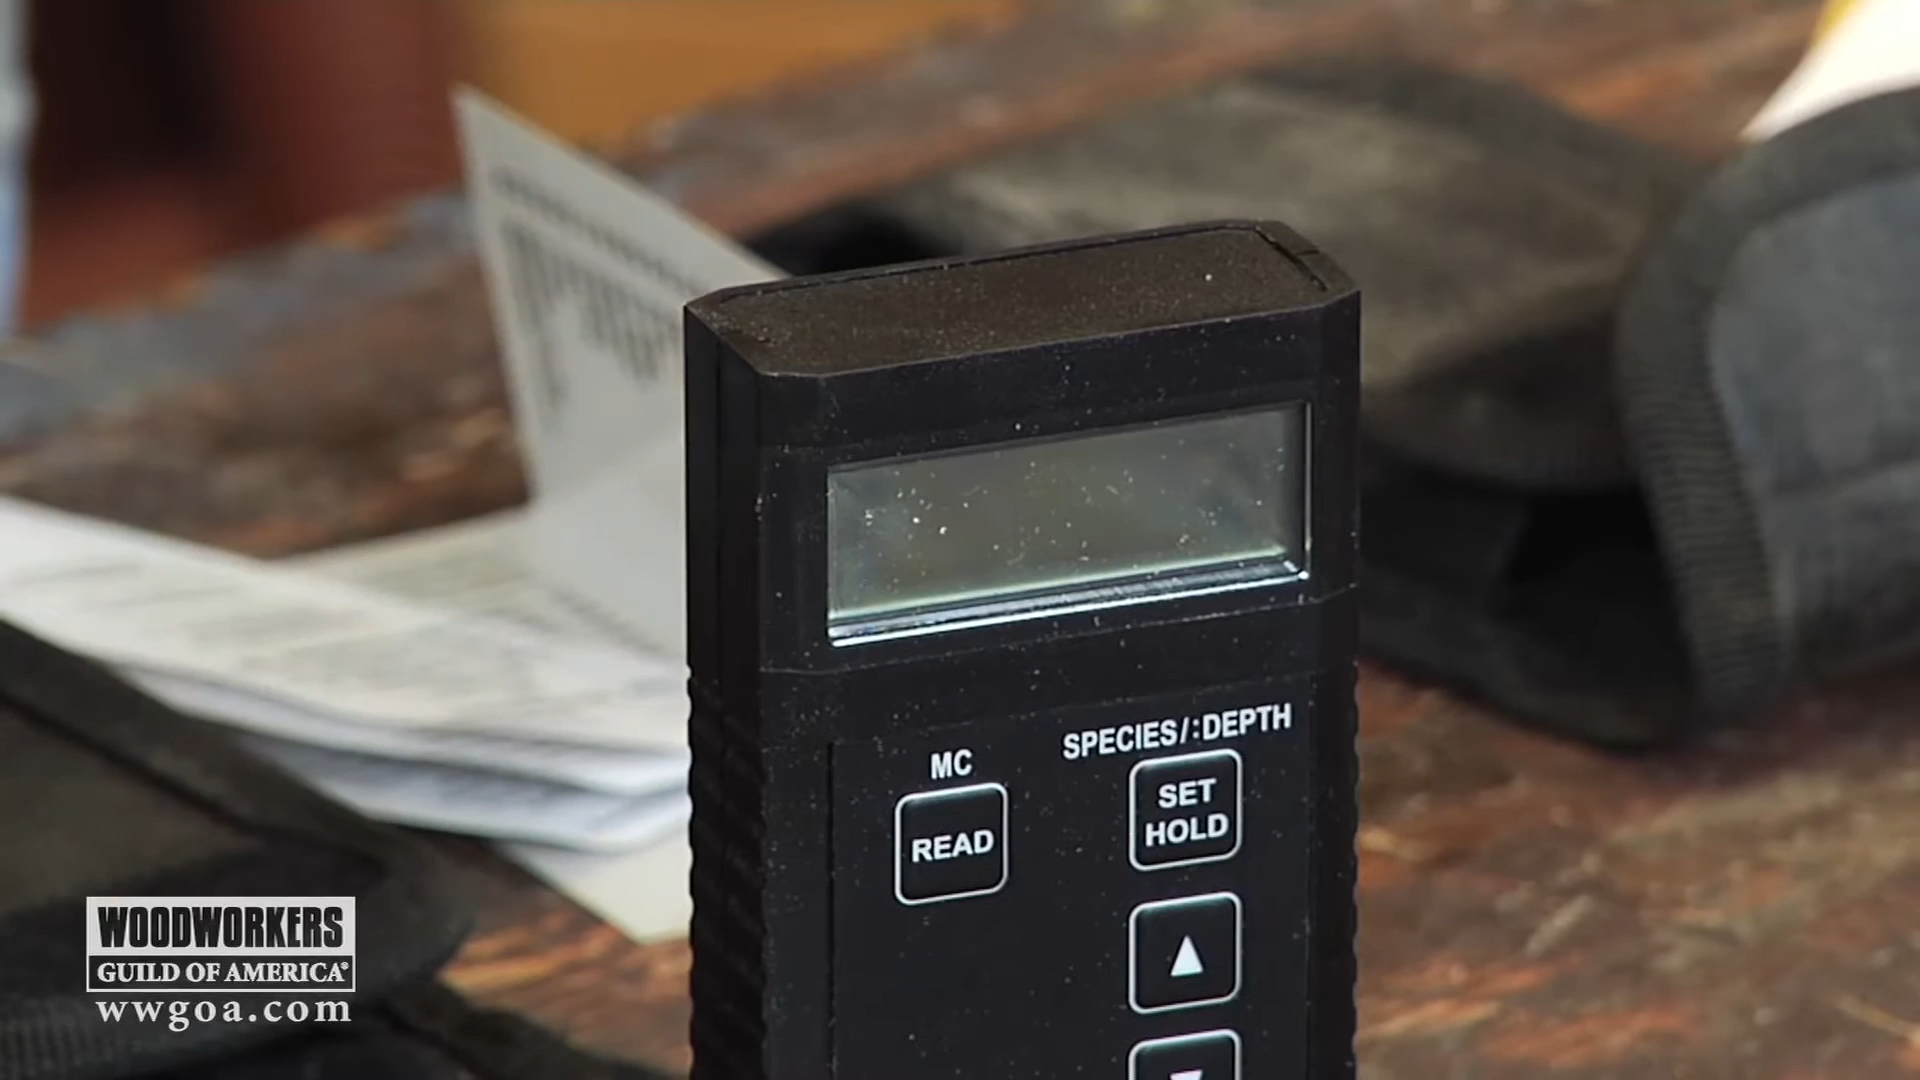 SPECIES/:DEPTH
MC
SET
HOLD
READ
WOODWORKERS
GUILD OF AMERICA®
wwgoa.com